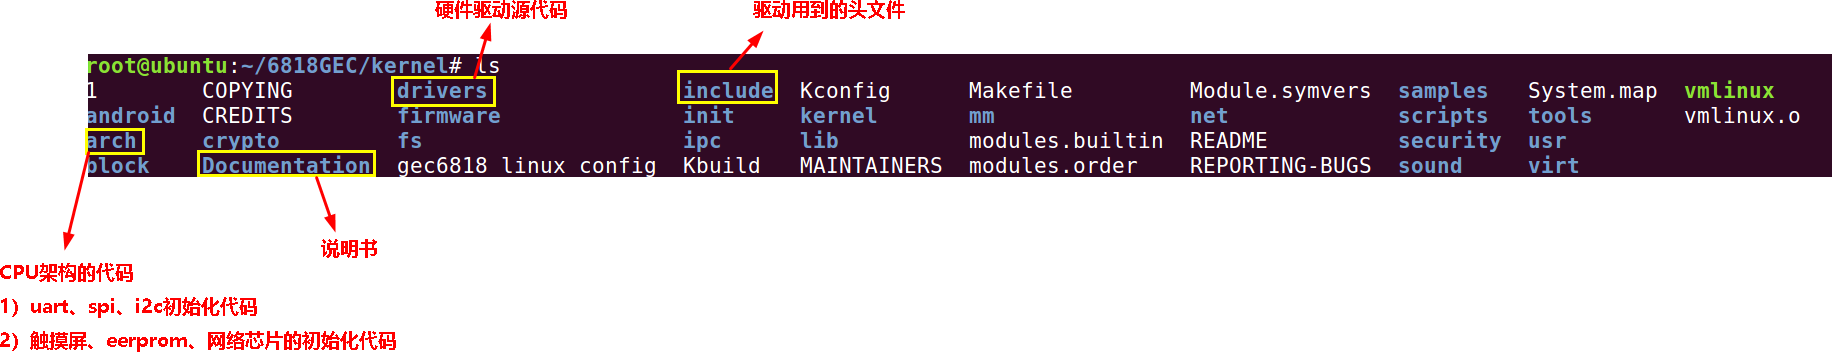 硬件驱动源代码 驱动用到的头文件
root@ubuntu:~/6818GEC/kernel# ls
1 COPYING drivers include Kconfig Makefile Module.symvers samples System.map vmlinux
android CREDITS firmware init kernel mm net scripts tools vmlinux.o
arch crypto fs ipc lib modules.builtin README security usr
block Documentation gec6818_linux_config Kbuild MAINTAINERS modules.order REPORTING-BUGS sound virt
说明书
CPU架构的代码
1）uart、spi、i2c初始化代码
2）触摸屏、eerprom、网络芯片的初始化代码